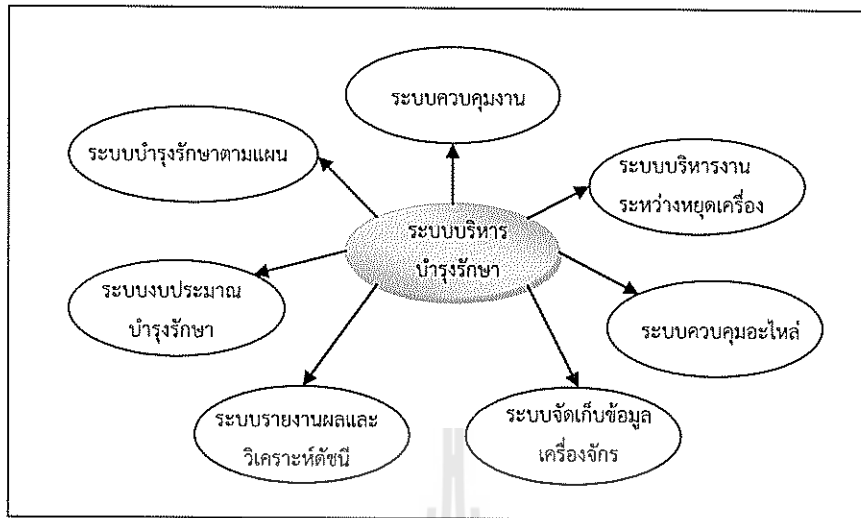 ระบบควบคุมงาน
ระบบบำรุงรักษาตามแผน
ระบบบริหารงาน
ระหว่างหยุดเครื่อง
ระบบบริหาร
บำรุงรักษา
ระบบงบประมาณ
บำรุงรักษา
ระบบควบคุมอะไหล่
ระบบรายงานผลและ
วิเคราะห์ดัชนี
ระบบจัดเก็บข้อมูล
เครื่องจักร